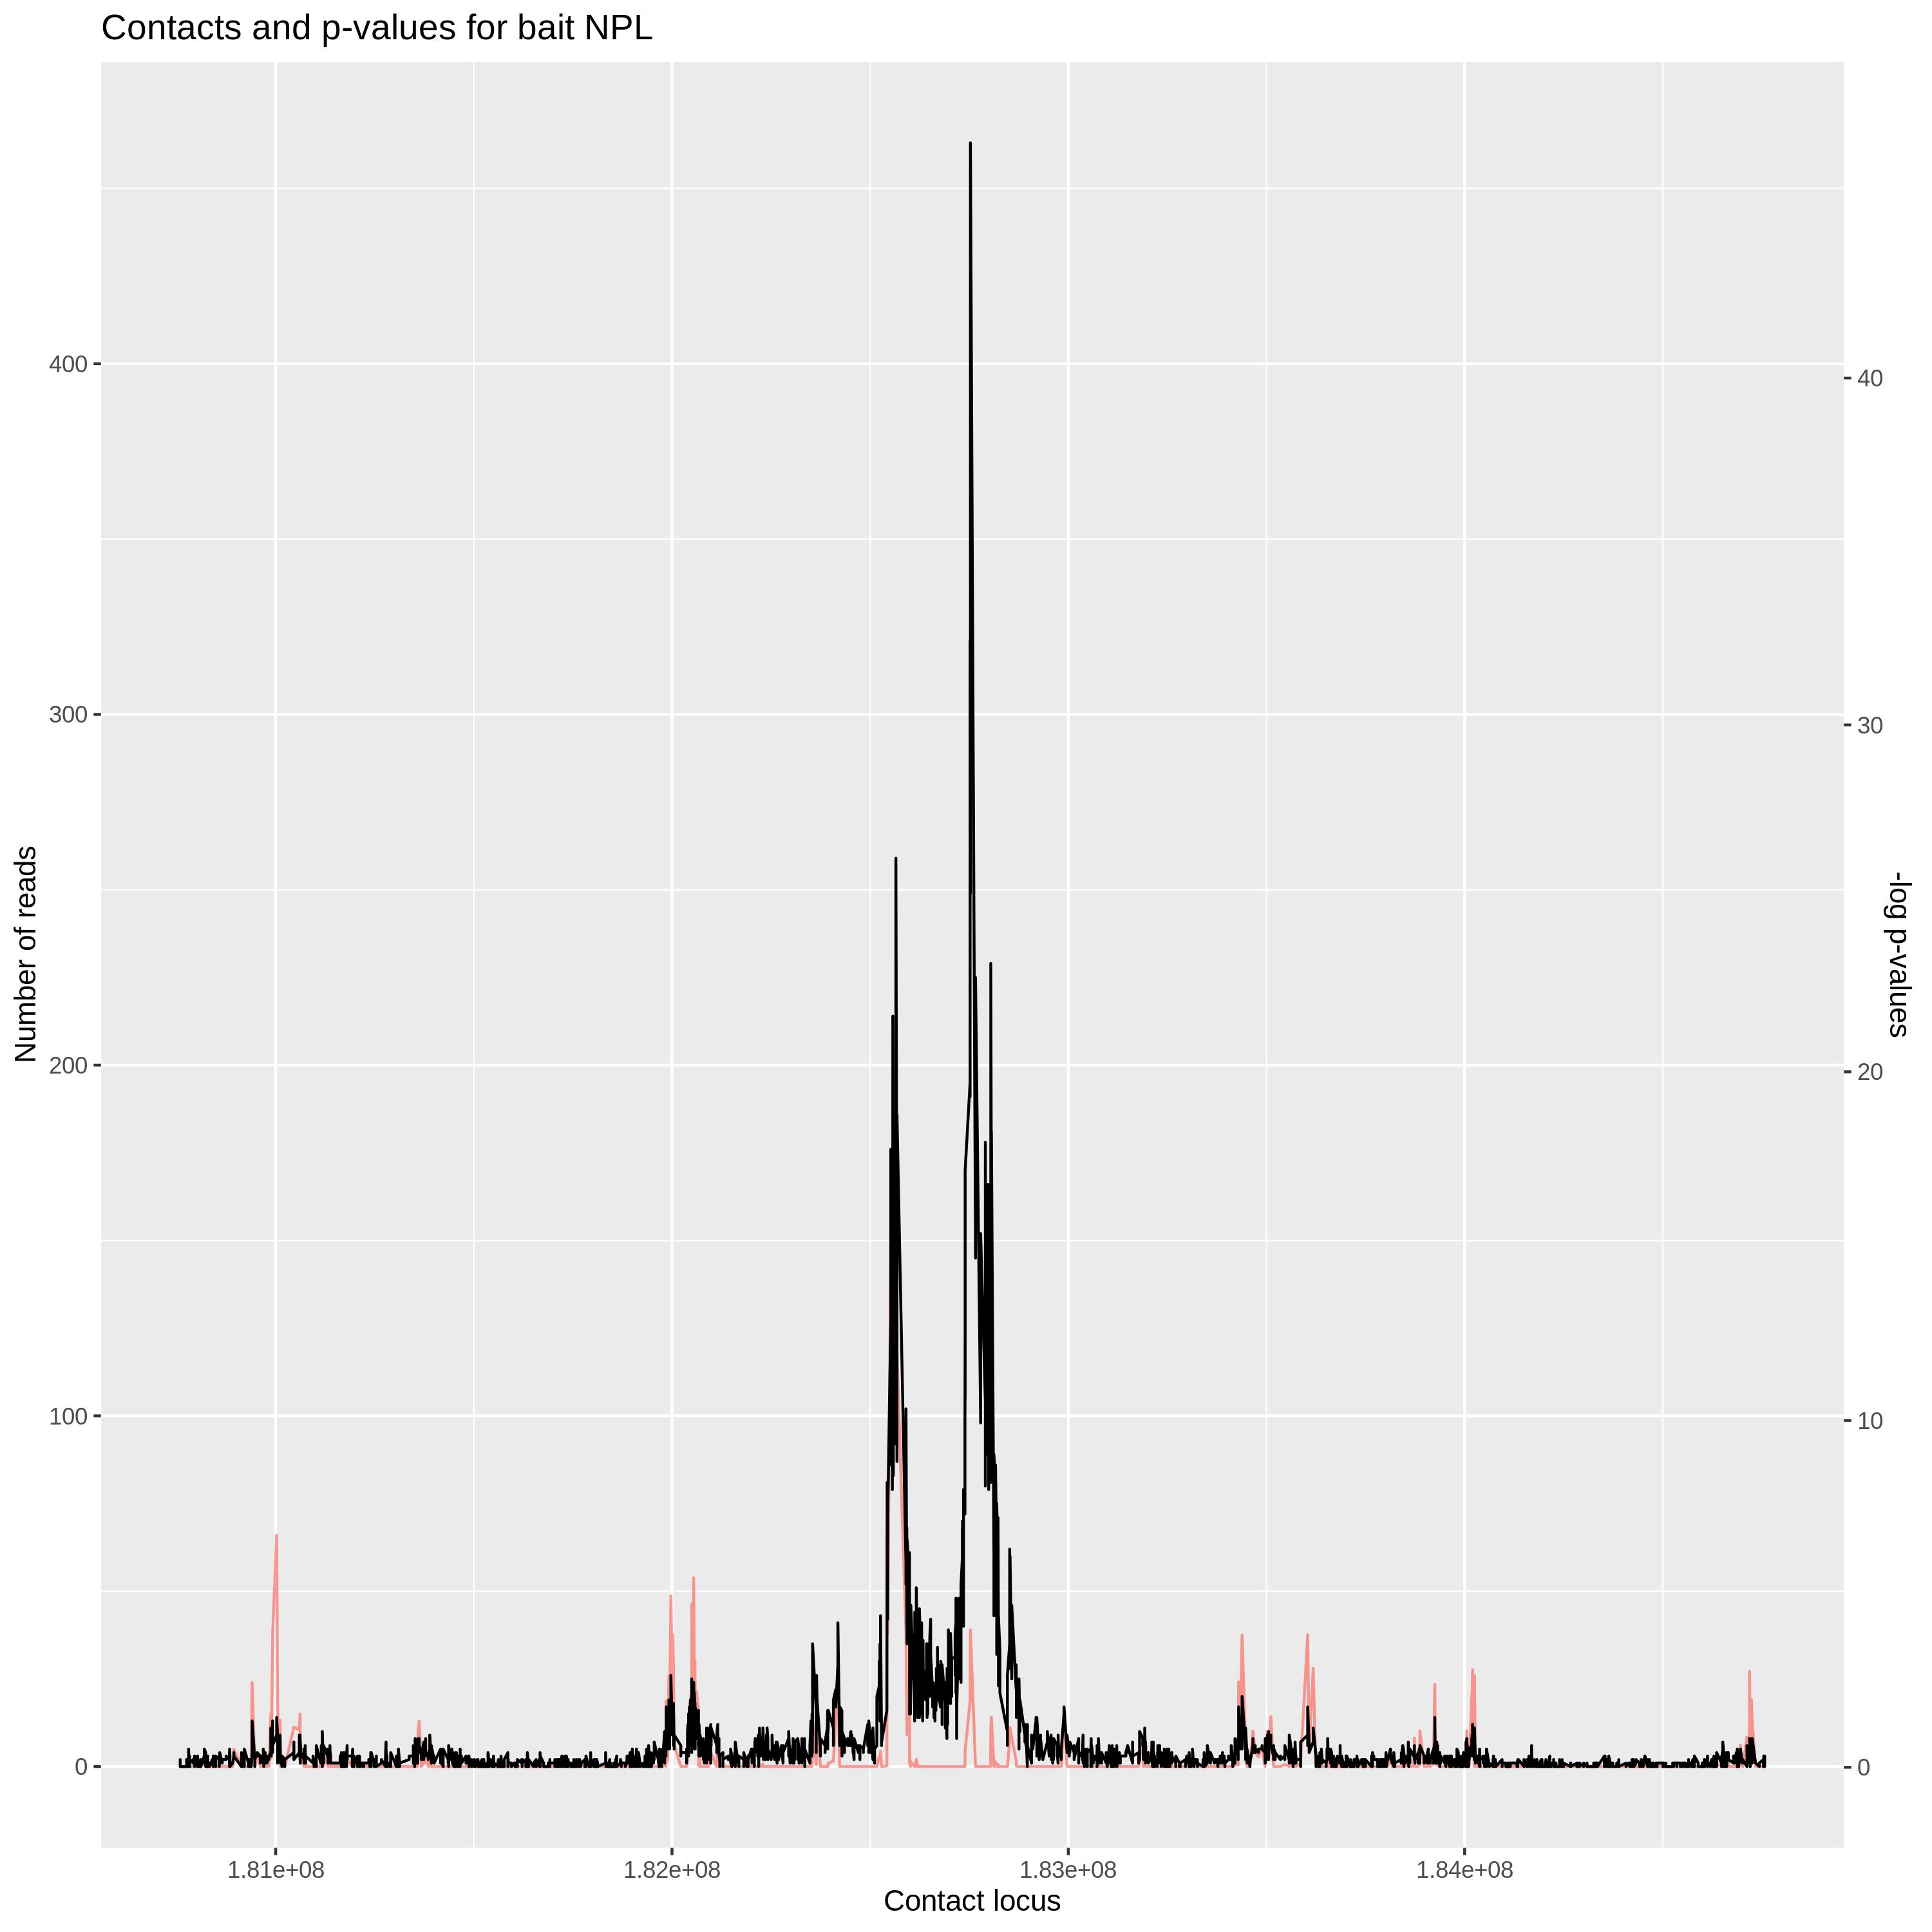 Contacts and p-values for bait NPL
Number of reads
400
300
200
100
0
40
30
20
10
0
-log p-values
1.81e+08
1.82e+08
1.83e+08
1.84e+08
Contact locus